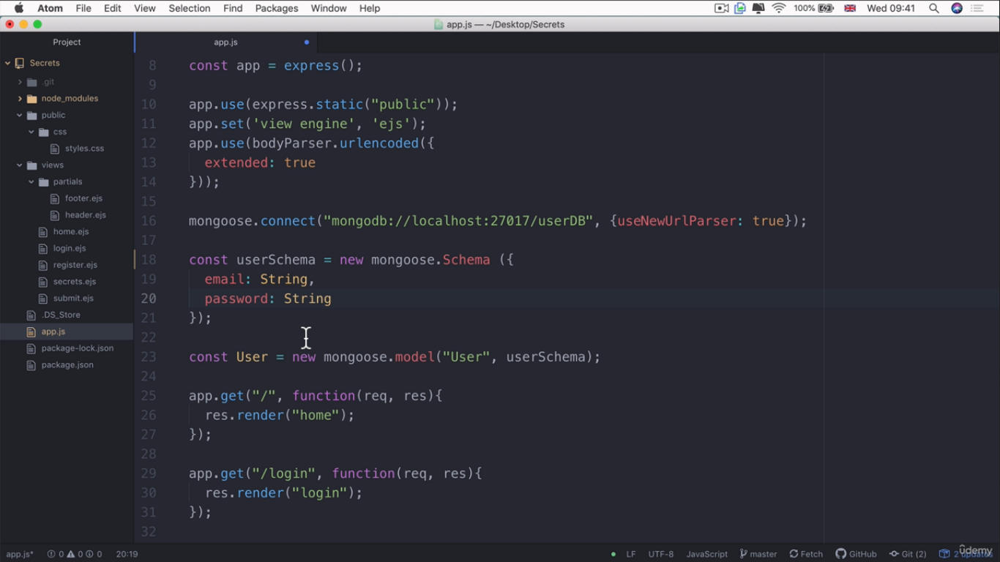 Atom File Edit View Selection Find Packages Window Help 100% Wed 09:41
app.js — ~/Desktop/Secrets
Project
app.js
Secrets
.git
node_modules
public
css
styles.css
views
partials
footer.ejs
header.ejs
home.ejs
login.ejs
register.ejs
secrets.ejs
submit.ejs
.DS_Store
app.js
package-lock.json
package.json
8 const app = express();
9
10 app.use(express.static("public"));
11 app.set('view engine', 'ejs');
12 app.use(bodyParser.urlencoded({
13 extended: true
14 }));
15
16 mongoose.connect("mongodb://localhost:27017/userDB", {useNewUrlParser: true});
17
18 const userSchema = new mongoose.Schema ({
19 email: String,
20 password: String
21 });
22
23 const User = new mongoose.model("User", userSchema);
24
25 app.get("/", function(req, res){
26 res.render("home");
27 });
28
29 app.get("/login", function(req, res){
30 res.render("login");
31 });
32
app.js* 0 0 0 20:19 LF UTF-8 JavaScript master Fetch GitHub Git (2) 2 updates
ûdemy